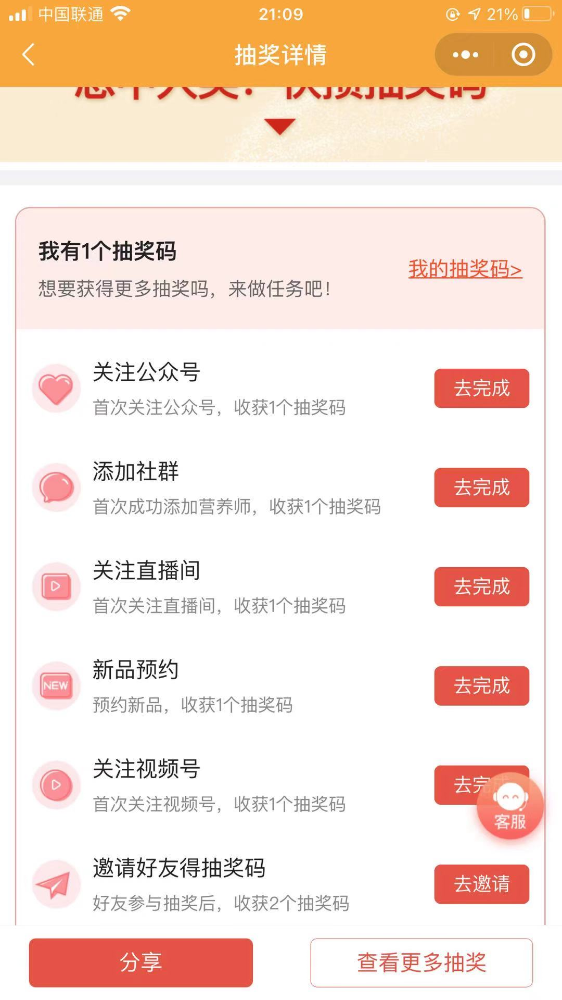 中国联通
21:09
21%
抽奖详情
我有1个抽奖码
我的抽奖码>
想要获得更多抽奖吗，来做任务吧！
关注公众号
首次关注公众号，收获1个抽奖码
去完成
添加社群
首次成功添加营养师，收获1个抽奖码
去完成
关注直播间
首次关注直播间，收获1个抽奖码
去完成
NEW
新品预约
预约新品，收获1个抽奖码
去完成
关注视频号
首次关注视频号，收获1个抽奖码
去完成
客服
邀请好友得抽奖码
好友参与抽奖后，收获2个抽奖码
去邀请
分享
查看更多抽奖